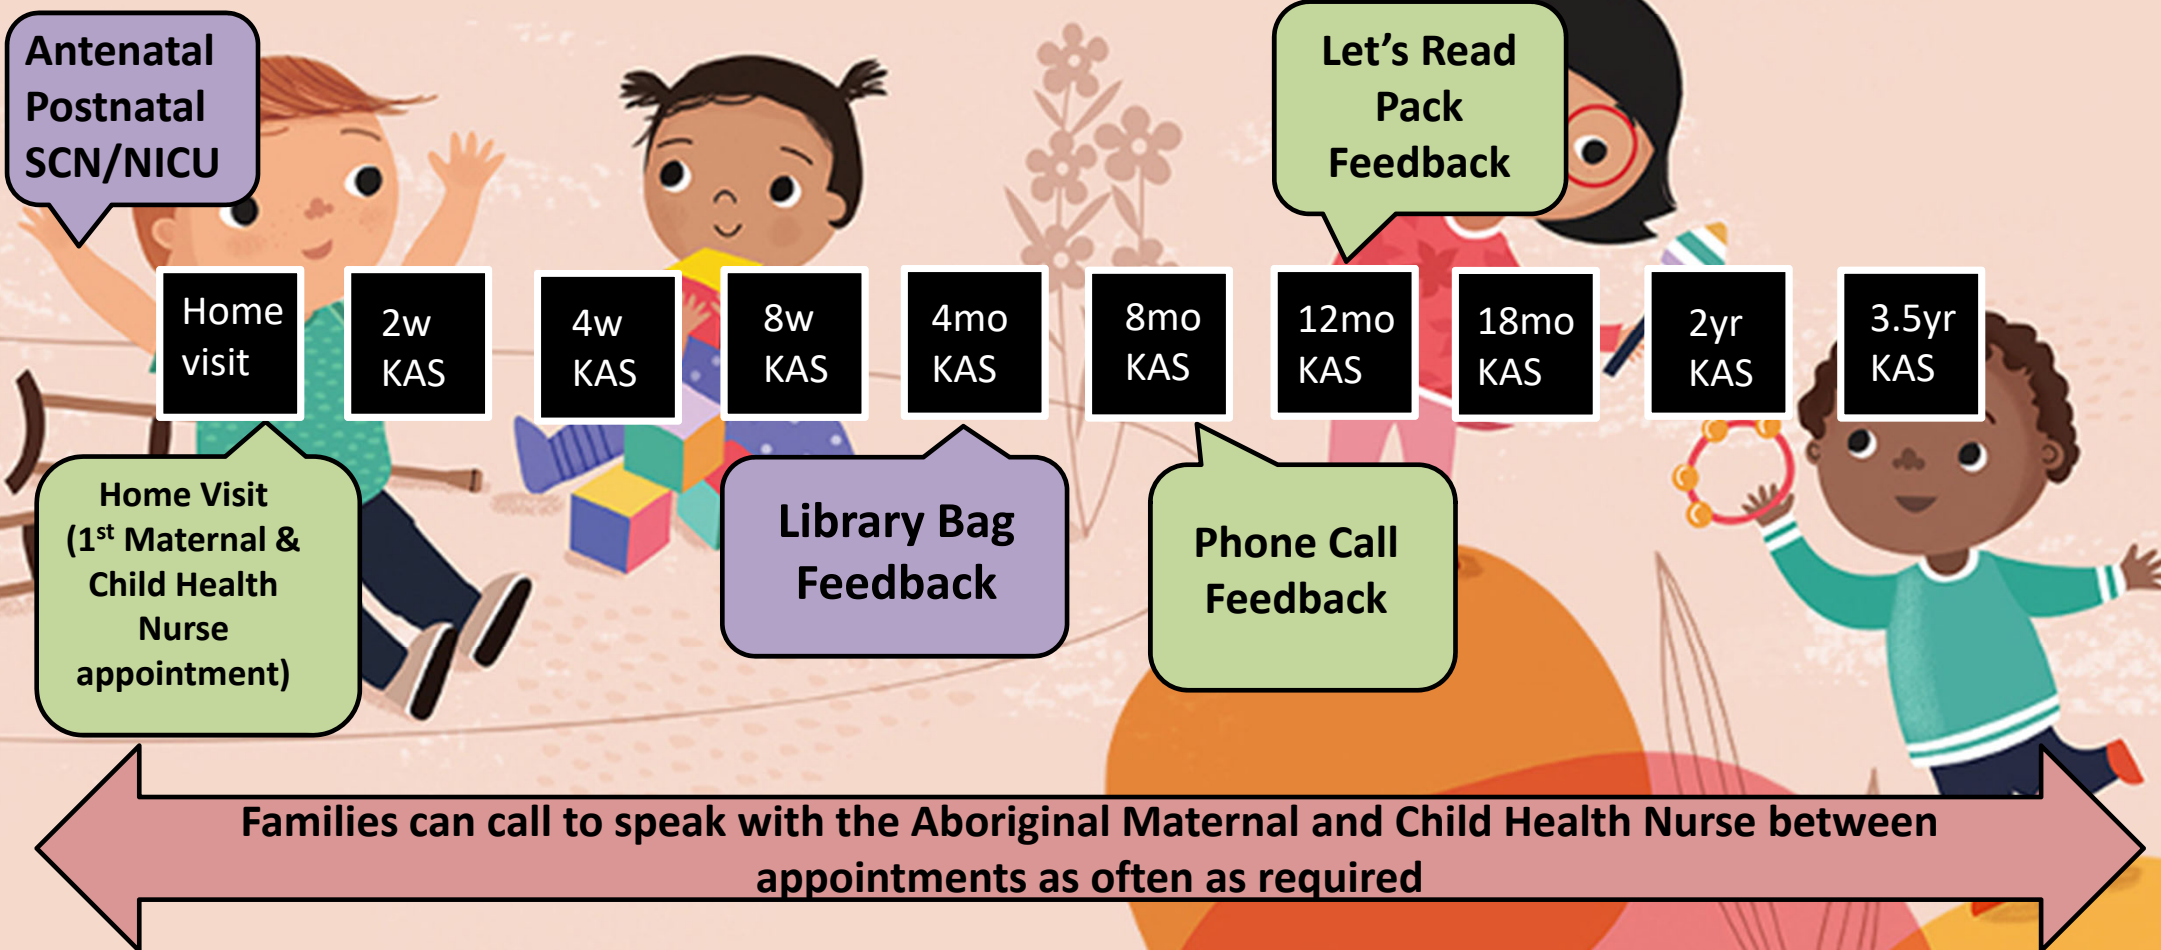 Antenatal
Postnatal
SCN/NICU
Let’s Read
Pack
Feedback
Home
visit
2w
KAS
4w
KAS
8w
KAS
4mo
KAS
8mo
KAS
12mo
KAS
18mo
KAS
2yr
KAS
3.5yr
KAS
Home Visit
(1st Maternal &
Child Health
Nurse
appointment)
Library Bag
Feedback
Phone Call
Feedback
Families can call to speak with the Aboriginal Maternal and Child Health Nurse between
appointments as often as required